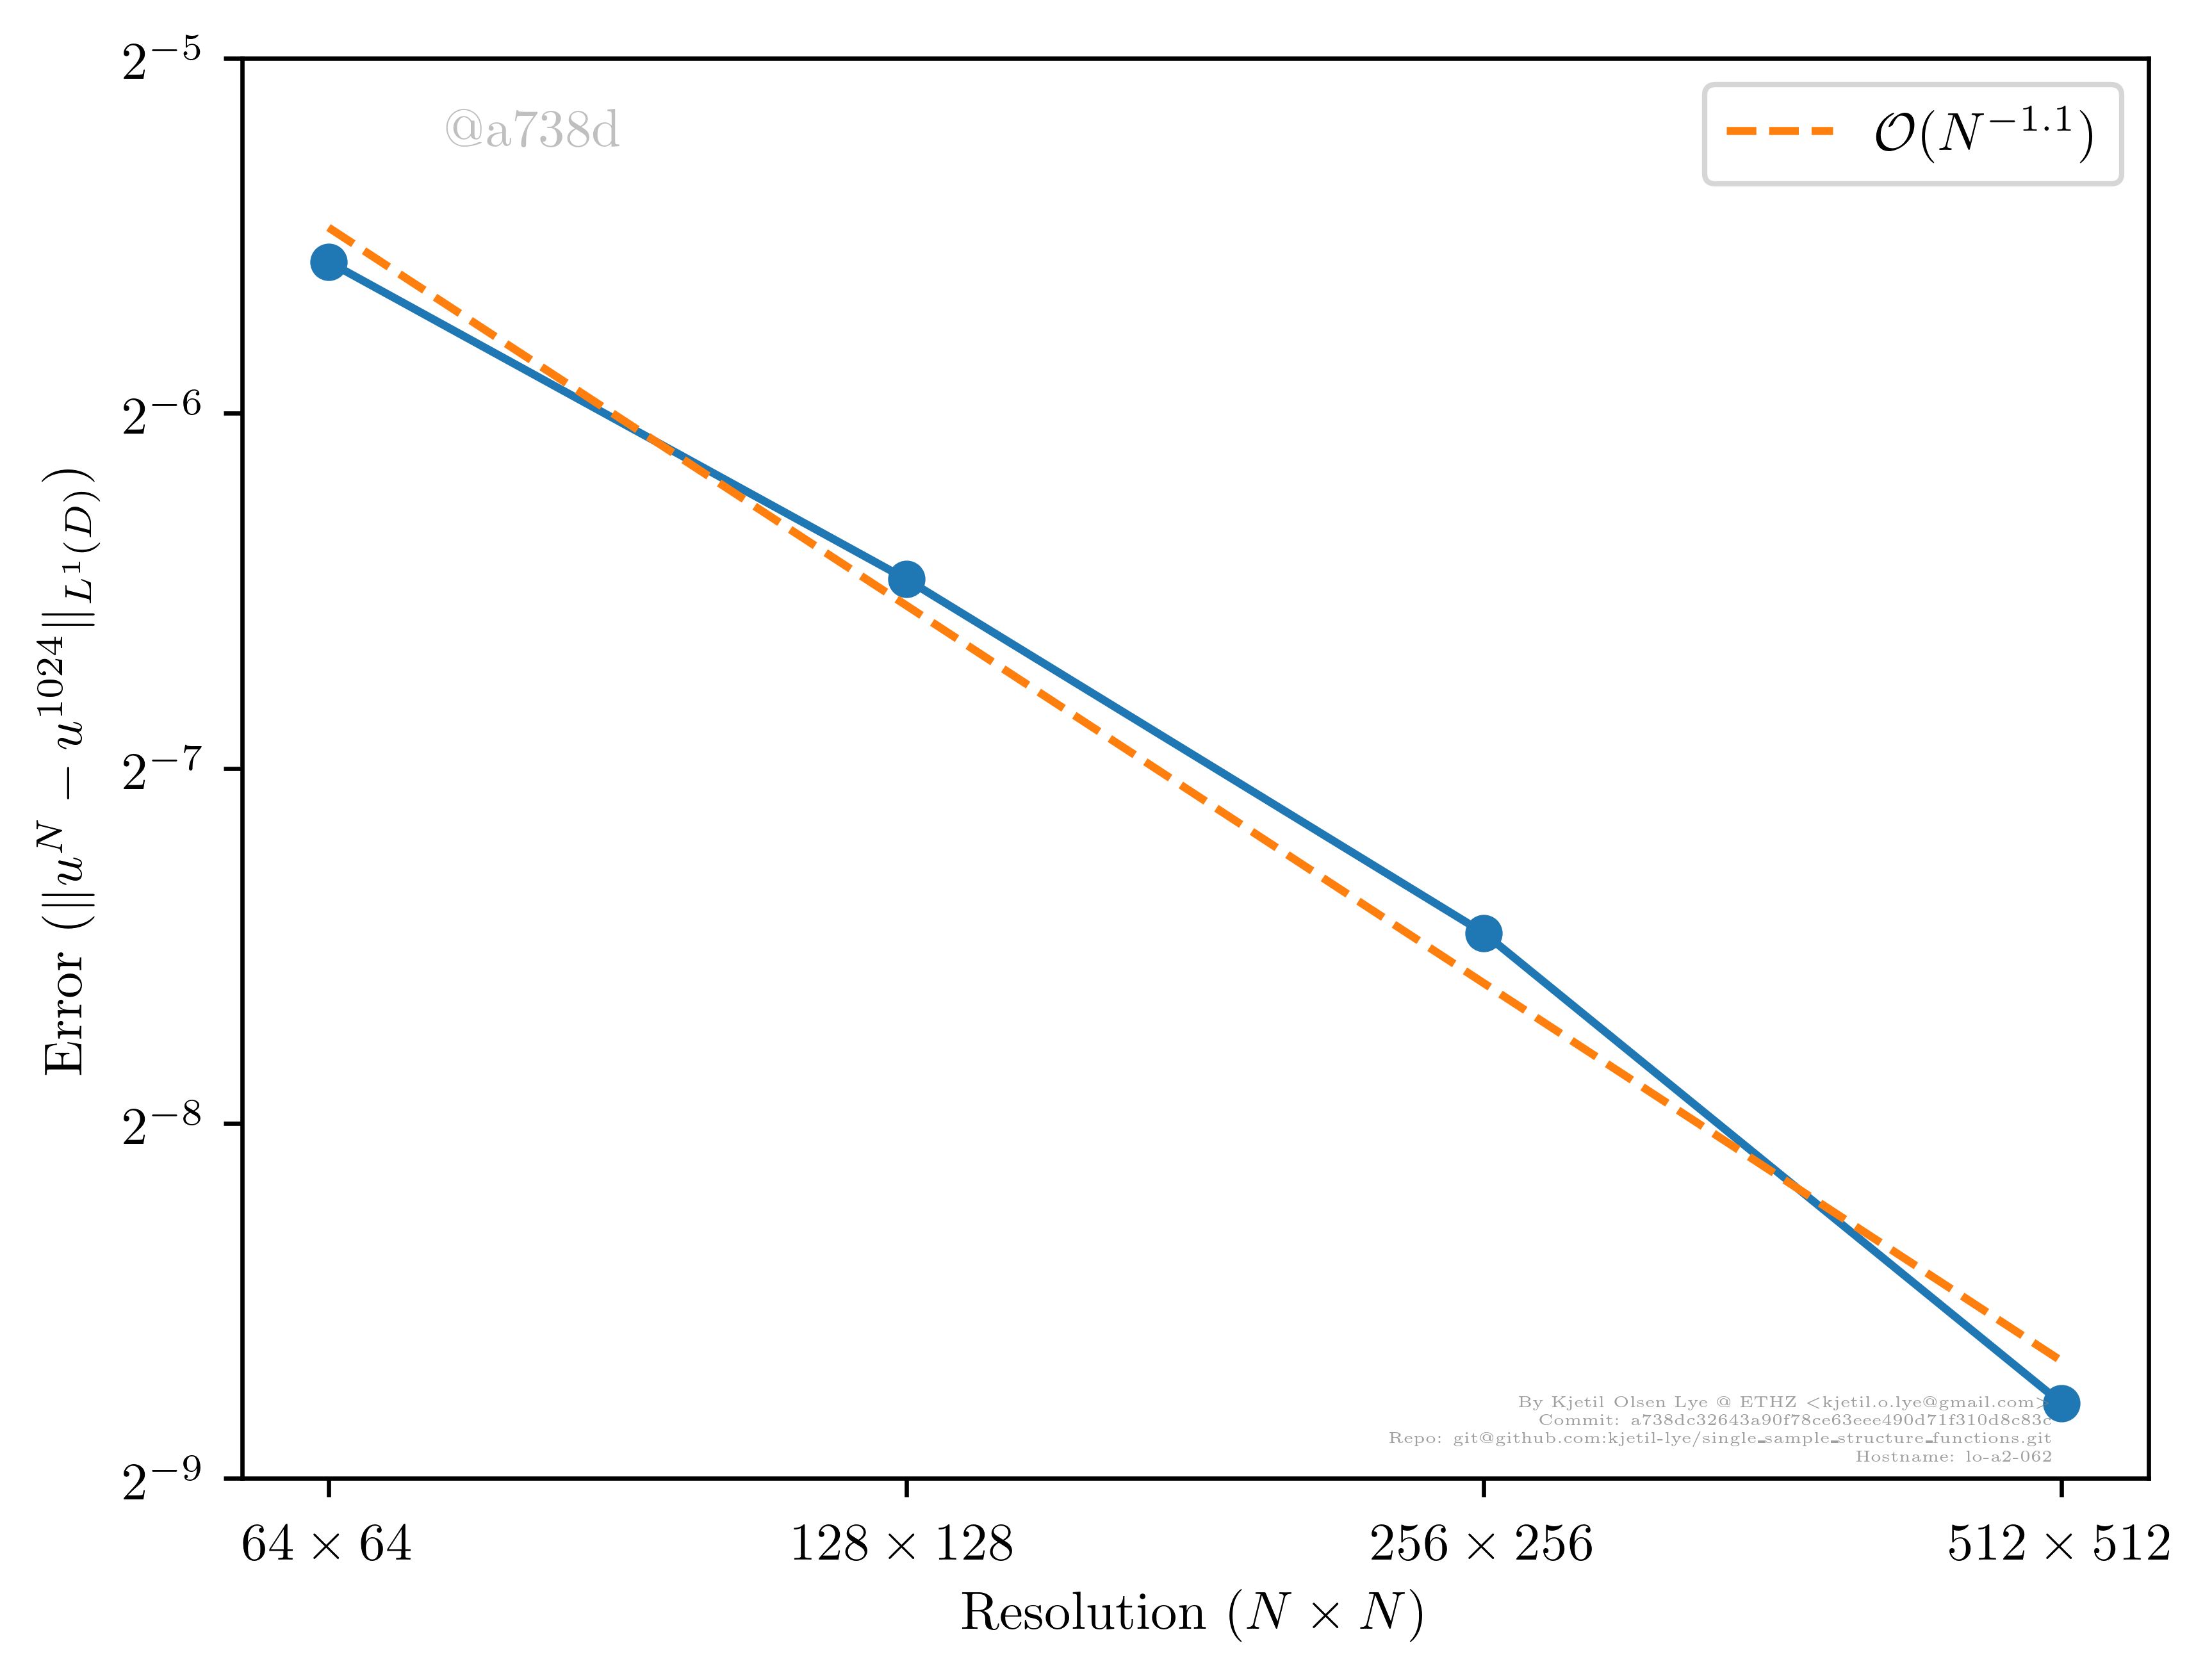 2⁻⁵
@a738d
𝒪(N⁻¹·¹)
2⁻⁶
2⁻⁷
2⁻⁸
2⁻⁹
Error (||u^N − u^1024||_{L¹(D)})
By Kjetil Olsen Lye @ ETHZ <kjetil.o.lye@gmail.com>
Commit: a738dc32643a90f78ce63eee490d71f310d8c83c
Repo: git@github.com:kjetil-lye/single_sample_structure_functions.git
Hostname: lo-a2-062
64 × 64
128 × 128
256 × 256
512 × 512
Resolution (N × N)